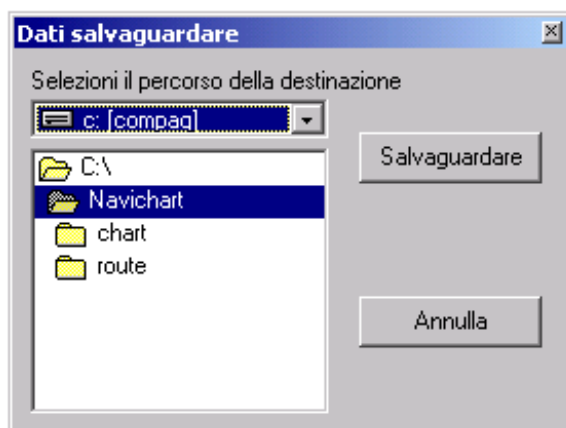 Dati salvaguardare
Selezioni il percorso della destinazione
c: [compaq]
Salvaguardare
C:\
Navichart
chart
route
Annulla